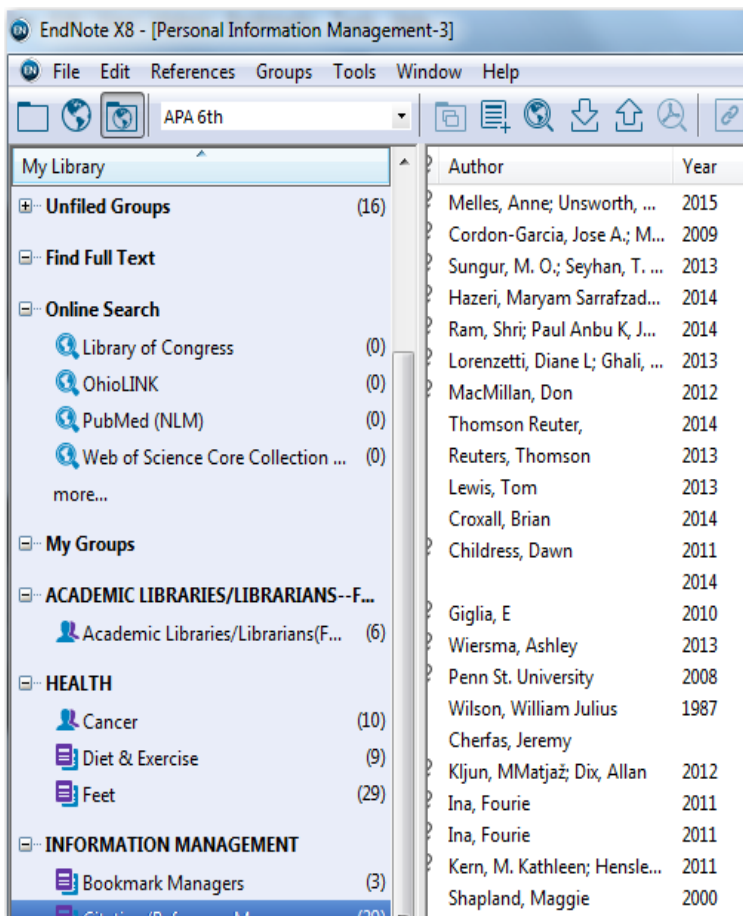 EndNote X8 - [Personal Information Management-3]
File Edit References Groups Tools Window Help
APA 6th
My Library
Unfiled Groups (16)
Find Full Text
Online Search
Library of Congress (0)
OhioLINK (0)
PubMed (NLM) (0)
Web of Science Core Collection ... (0)
more...
My Groups
ACADEMIC LIBRARIES/LIBRARIANS--F...
Academic Libraries/Librarians(F... (6)
HEALTH
Cancer (10)
Diet & Exercise (9)
Feet (29)
INFORMATION MANAGEMENT
Bookmark Managers (3)
Author Year
Melles, Anne; Unsworth, ... 2015
Cordon-Garcia, Jose A.; M... 2009
Sungur, M. O.; Seyhan, T. ... 2013
Hazeri, Maryam Sarrafzad... 2014
Ram, Shri; Paul Anbu K, J... 2014
Lorenzetti, Diane L; Ghali, ... 2013
MacMillan, Don 2012
Thomson Reuter, 2014
Reuters, Thomson 2013
Lewis, Tom 2013
Croxall, Brian 2014
Childress, Dawn 2011
2014
Giglia, E 2010
Wiersma, Ashley 2013
Penn St. University 2008
Wilson, William Julius 1987
Cherfas, Jeremy
Kljun, MMatjaž; Dix, Allan 2012
Ina, Fourie 2011
Ina, Fourie 2011
Kern, M. Kathleen; Hensle... 2011
Shapland, Maggie 2000